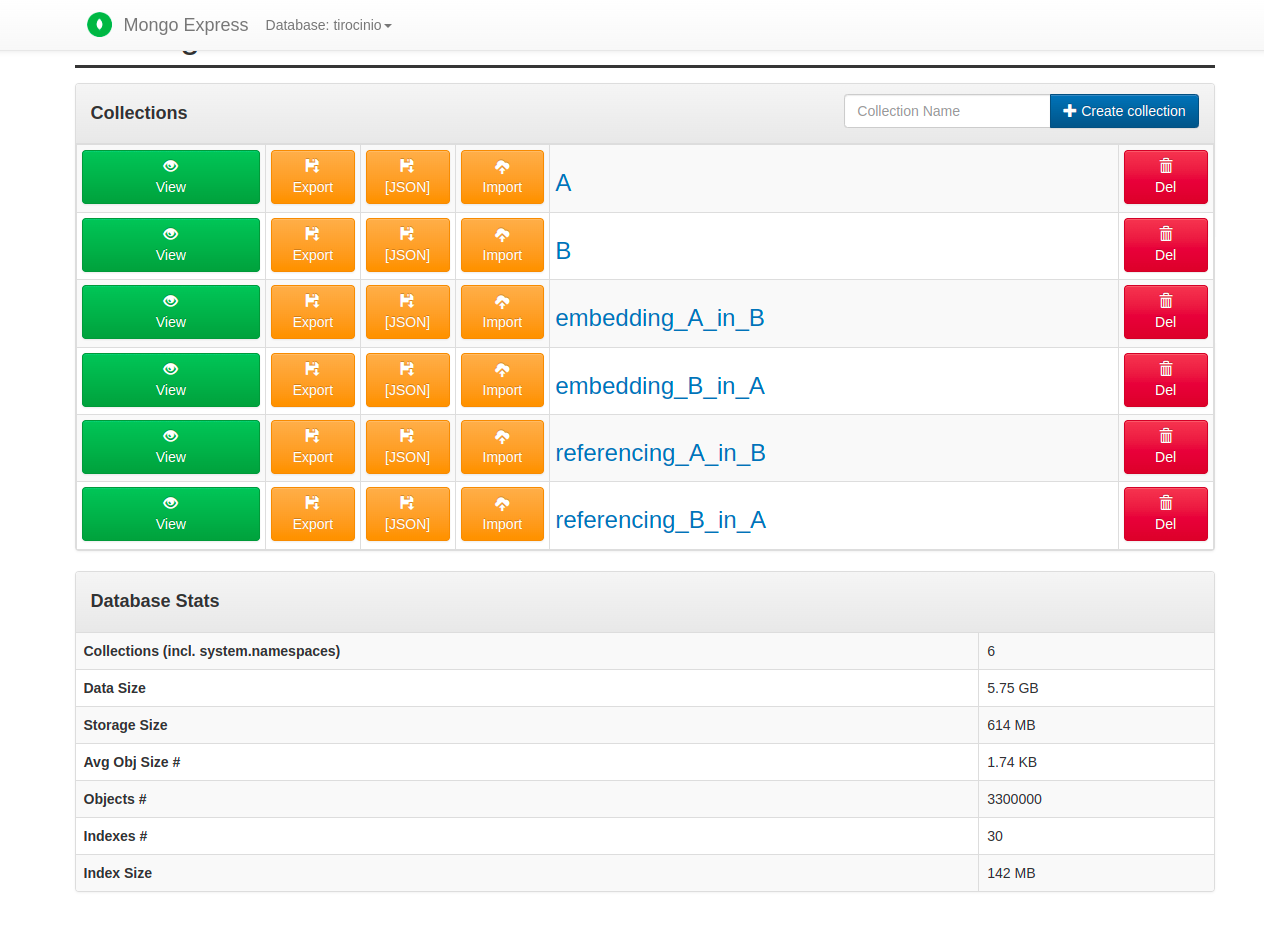 Mongo Express Database: tirocinio
Collections
Collection Name
Create collection
View Export [JSON] Import A Del
View Export [JSON] Import B Del
View Export [JSON] Import embedding_A_in_B Del
View Export [JSON] Import embedding_B_in_A Del
View Export [JSON] Import referencing_A_in_B Del
View Export [JSON] Import referencing_B_in_A Del
Database Stats
Collections (incl. system.namespaces) 6
Data Size 5.75 GB
Storage Size 614 MB
Avg Obj Size # 1.74 KB
Objects # 3300000
Indexes # 30
Index Size 142 MB